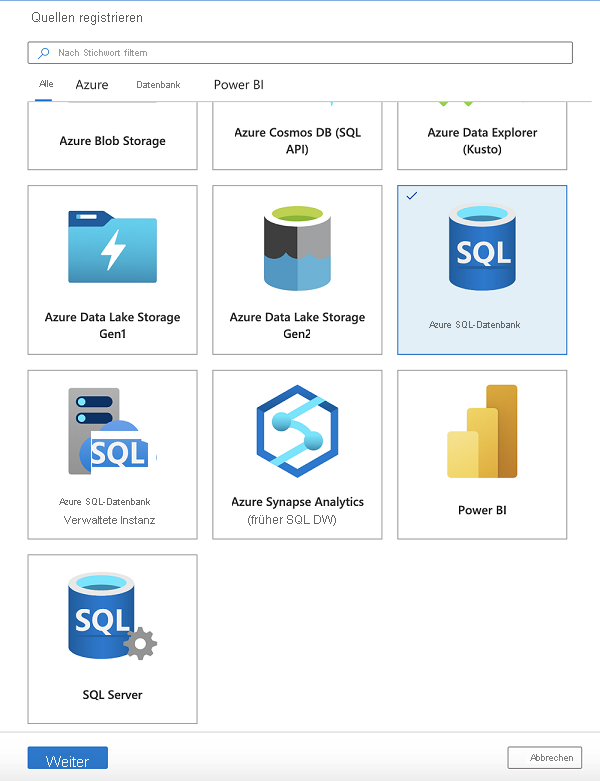 Quellen registrieren
Nach Stichwort filtern
Alle Azure Datenbank Power BI
Azure Blob Storage
Azure Cosmos DB (SQL
API)
Azure Data Explorer
(Kusto)
Azure Data Lake Storage
Gen1
Azure Data Lake Storage
Gen2
SQL
Azure SQL-Datenbank
SQL
Azure SQL-Datenbank
Verwaltete Instanz
Azure Synapse Analytics
(früher SQL DW)
Power BI
SQL
SQL Server
Weiter
Abbrechen